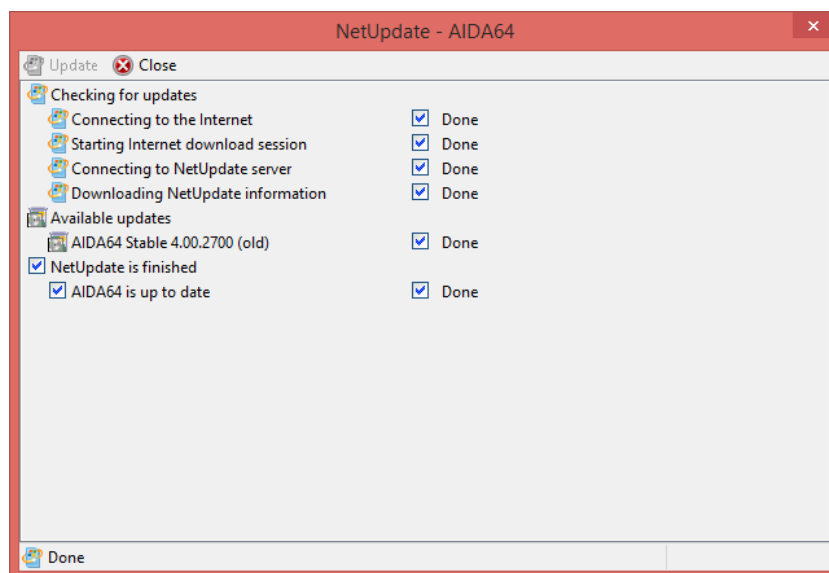 NetUpdate - AIDA64
Update Close
Checking for updates
Connecting to the Internet Done
Starting Internet download session Done
Connecting to NetUpdate server Done
Downloading NetUpdate information Done
Available updates
AIDA64 Stable 4.00.2700 (old) Done
NetUpdate is finished
AIDA64 is up to date Done
Done